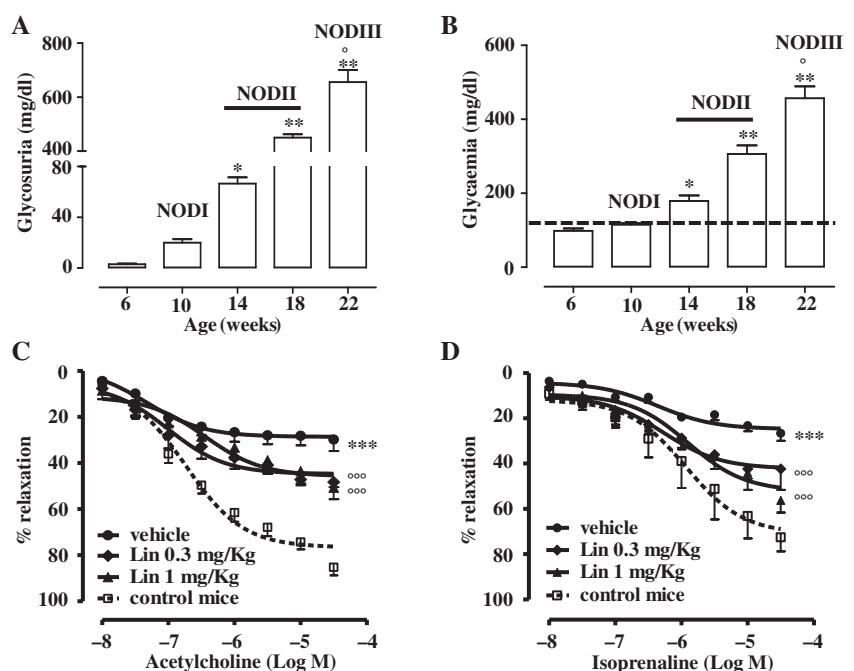 A
NODIII
°
**
NODII
**
*
NODI
800
600
400
80
40
0
Glycosuria (mg/dl)
6 10 14 18 22
Age (weeks)
B
NODIII
°
**
NODII
**
*
NODI
600
400
200
0
Glycaemia (mg/dl)
6 10 14 18 22
Age (weeks)
C
0
20
40
60
80
100
% relaxation
***
°°°
°°°
vehicle
Lin 0.3 mg/Kg
Lin 1 mg/Kg
control mice
–8 –7 –6 –5 –4
Acetylcholine (Log M)
D
0
20
40
60
80
100
% relaxation
***
°°°
°°°
vehicle
Lin 0.3 mg/Kg
Lin 1 mg/Kg
control mice
–8 –7 –6 –5 –4
Isoprenaline (Log M)